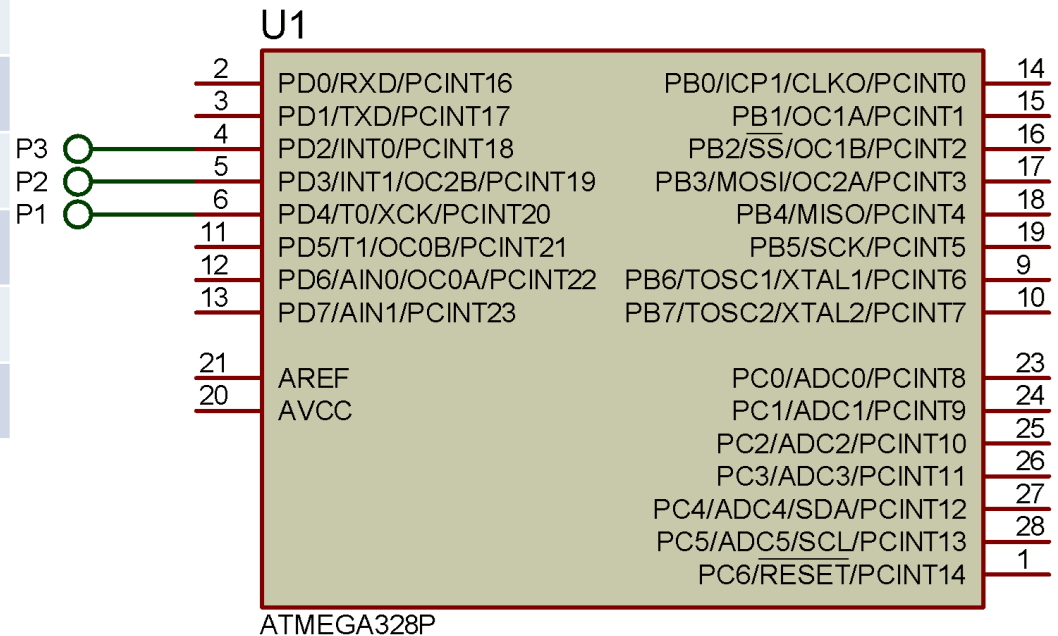 U1
2 PD0/RXD/PCINT16 PB0/ICP1/CLKO/PCINT0 14
3 PD1/TXD/PCINT17 PB1/OC1A/PCINT1 15
P3 4 PD2/INT0/PCINT18 PB2/SS/OC1B/PCINT2 16
P2 5 PD3/INT1/OC2B/PCINT19 PB3/MOSI/OC2A/PCINT3 17
P1 6 PD4/T0/XCK/PCINT20 PB4/MISO/PCINT4 18
11 PD5/T1/OC0B/PCINT21 PB5/SCK/PCINT5 19
12 PD6/AIN0/OC0A/PCINT22 PB6/TOSC1/XTAL1/PCINT6 9
13 PD7/AIN1/PCINT23 PB7/TOSC2/XTAL2/PCINT7 10
21 AREF PC0/ADC0/PCINT8 23
20 AVCC PC1/ADC1/PCINT9 24
PC2/ADC2/PCINT10 25
PC3/ADC3/PCINT11 26
PC4/ADC4/SDA/PCINT12 27
PC5/ADC5/SCL/PCINT13 28
PC6/RESET/PCINT14 1
ATMEGA328P